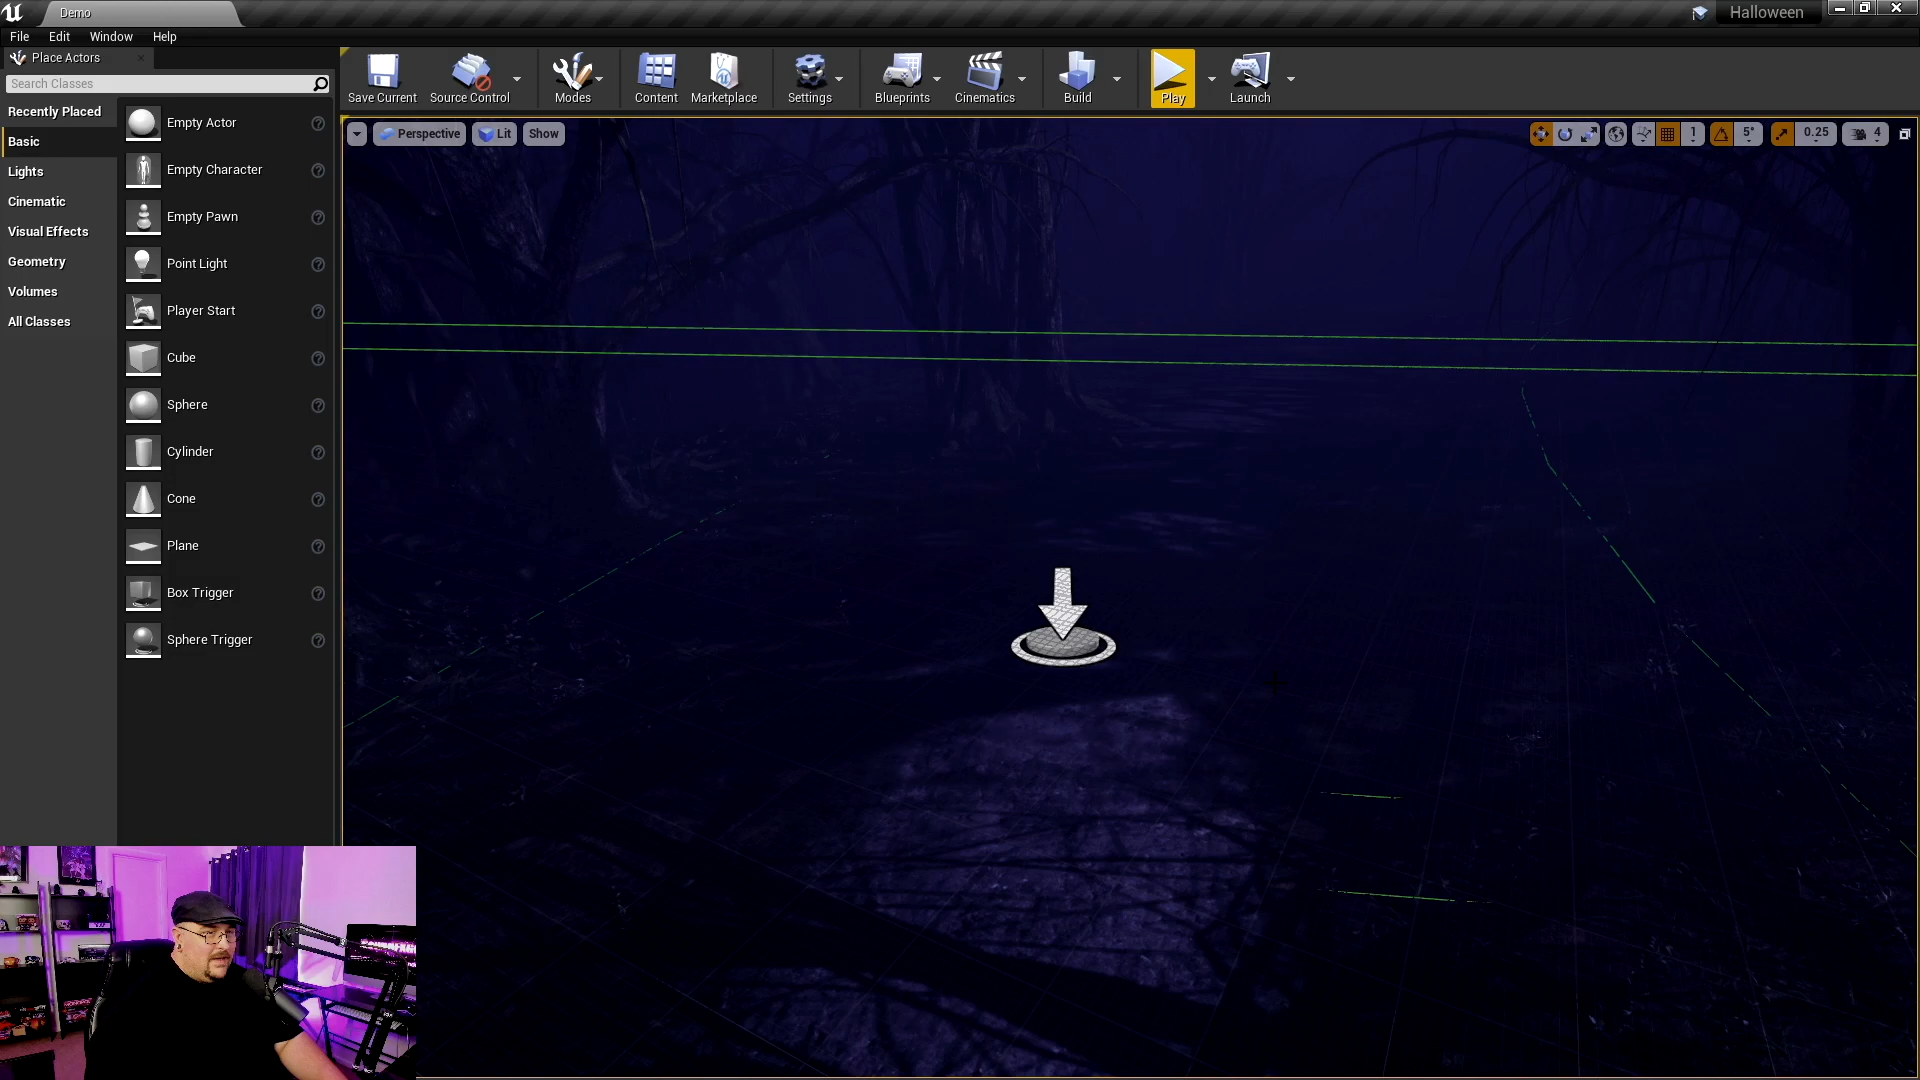 Demo
Halloween
File Edit Window Help
Place Actors
Search Classes
Recently Placed
Basic
Lights
Cinematic
Visual Effects
Geometry
Volumes
All Classes
Empty Actor
Empty Character
Empty Pawn
Point Light
Player Start
Cube
Sphere
Cylinder
Cone
Plane
Box Trigger
Sphere Trigger
Save Current Source Control Modes Content Marketplace Settings Blueprints Cinematics Build Play Launch
Perspective Lit Show
1 5° 0.25 4